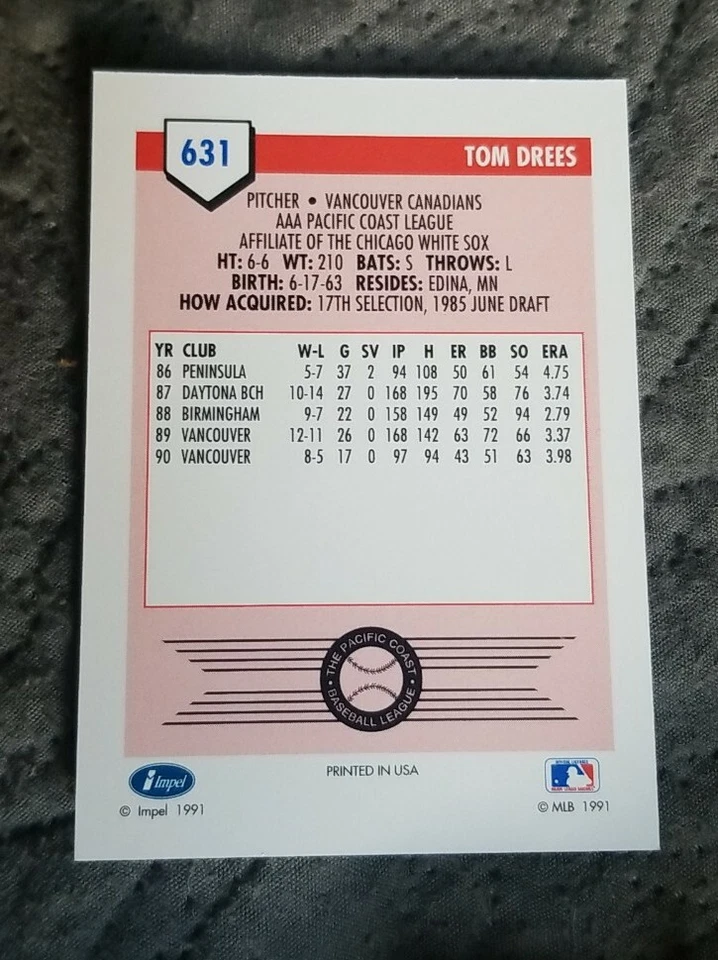 631
TOM DREES
PITCHER • VANCOUVER CANADIANS
AAA PACIFIC COAST LEAGUE
AFFILIATE OF THE CHICAGO WHITE SOX
HT: 6-6 WT: 210 BATS: S THROWS: L
BIRTH: 6-17-63 RESIDES: EDINA, MN
HOW ACQUIRED: 17TH SELECTION, 1985 JUNE DRAFT
YR CLUB W-L G SV IP H ER BB SO ERA
86 PENINSULA 5-7 37 2 94 108 50 61 54 4.75
87 DAYTONA BCH 10-14 27 0 168 195 70 58 76 3.74
88 BIRMINGHAM 9-7 22 0 158 149 49 52 94 2.79
89 VANCOUVER 12-11 26 0 168 142 63 72 66 3.37
90 VANCOUVER 8-5 17 0 97 94 43 51 63 3.98
• THE PACIFIC COAST •
BASEBALL LEAGUE
Impel
PRINTED IN USA
© Impel 1991
© MLB 1991